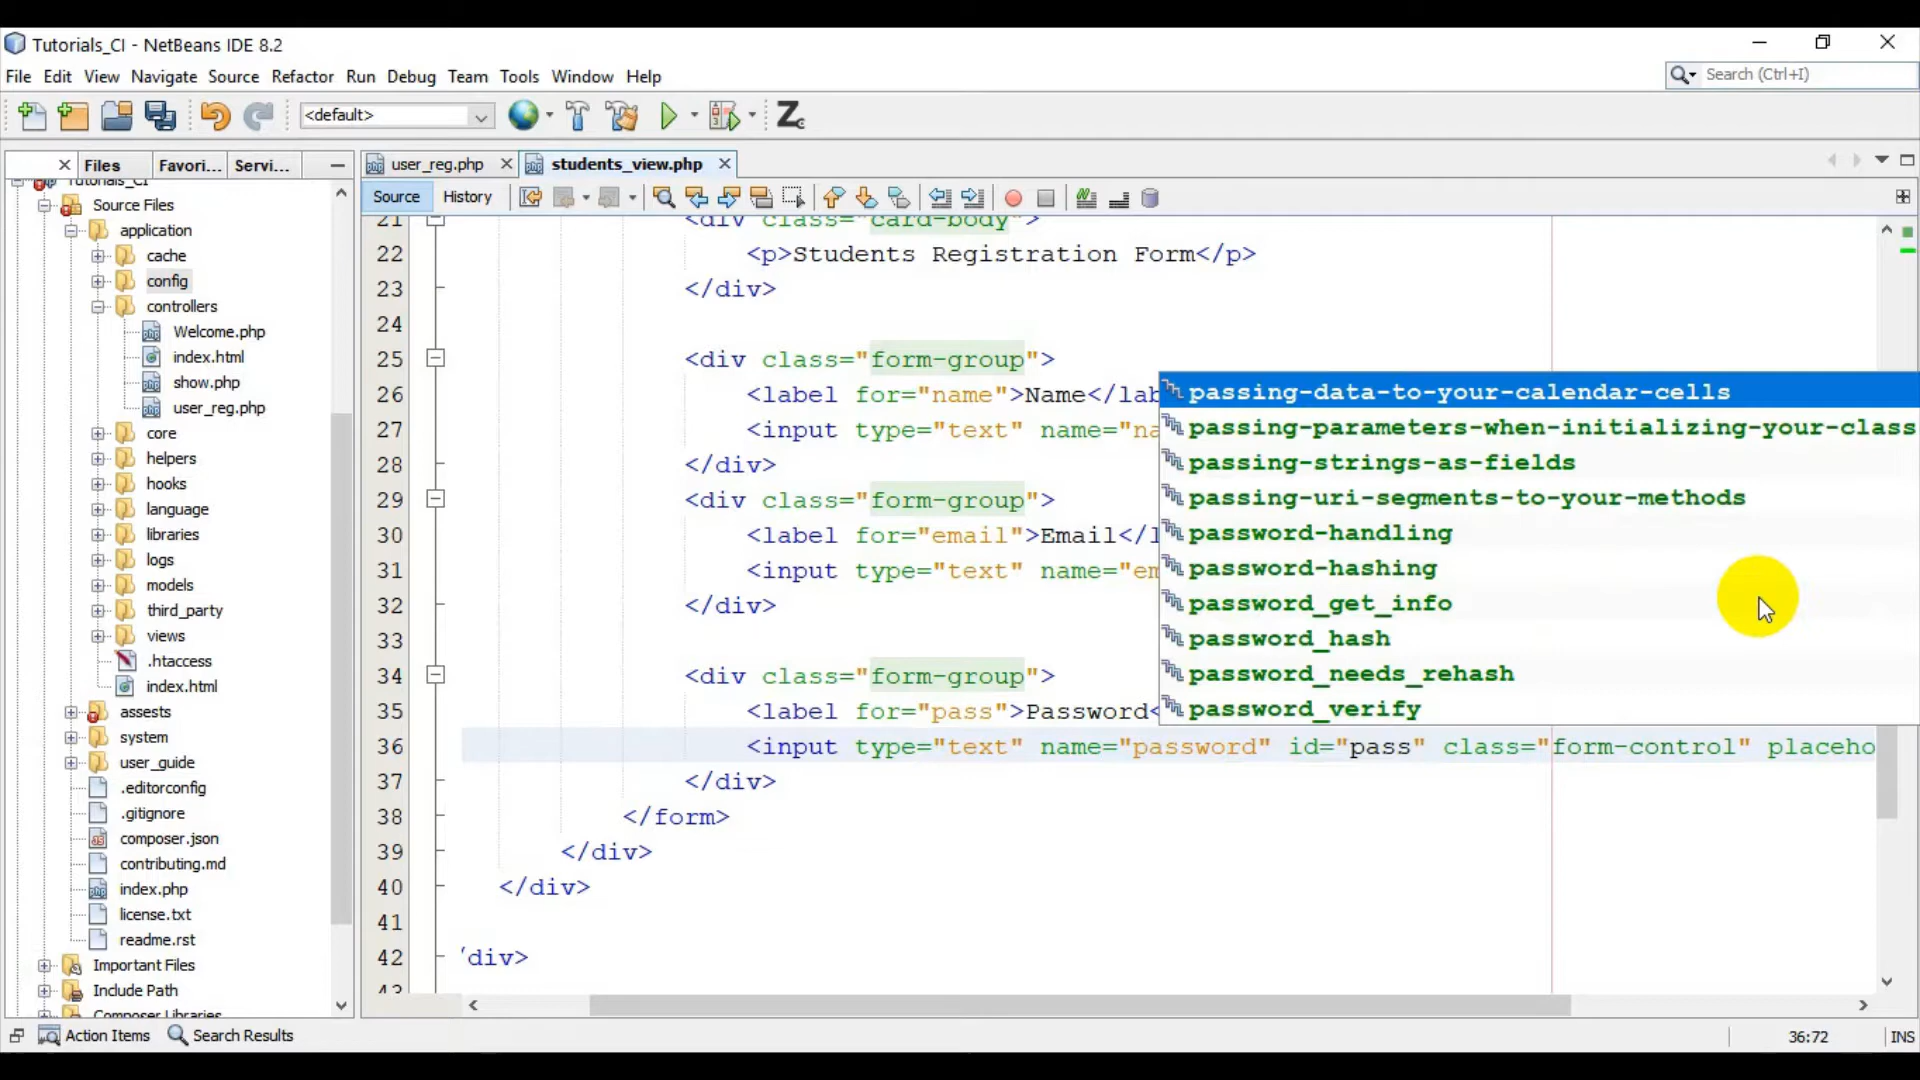 Tutorials_CI - NetBeans IDE 8.2
File Edit View Navigate Source Refactor Run Debug Team Tools Window Help
Search (Ctrl+I)
<default>
Files
Favori...
Servi...
user_reg.php
students_view.php
Source
History
Tutorials_CI
Source Files
application
cache
config
controllers
Welcome.php
index.html
show.php
user_reg.php
core
helpers
hooks
language
libraries
logs
models
third_party
views
.htaccess
index.html
assests
system
user_guide
.editorconfig
.gitignore
composer.json
contributing.md
index.php
license.txt
readme.rst
Important Files
Include Path
Composer Libraries
21 <div class="card-body">
22 <p>Students Registration Form</p>
23 </div>
24
25 <div class="form-group">
26 <label for="name">Name</lab
27 <input type="text" name="na
28 </div>
29 <div class="form-group">
30 <label for="email">Email</l
31 <input type="text" name="em
32 </div>
33
34 <div class="form-group">
35 <label for="pass">Password<
36 <input type="text" name="password" id="pass" class="form-control" placeho
37 </div>
38 </form>
39 </div>
40 </div>
41
42 div>
43
passing-data-to-your-calendar-cells
passing-parameters-when-initializing-your-class
passing-strings-as-fields
passing-uri-segments-to-your-methods
password-handling
password-hashing
password_get_info
password_hash
password_needs_rehash
password_verify
Action Items
Search Results
36:72
INS